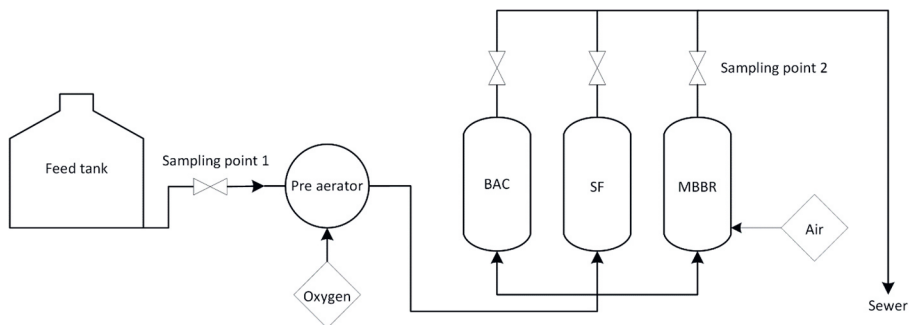 Sampling point 2
Sampling point 1
Feed tank
Pre aerator
BAC
SF
MBBR
Air
Oxygen
Sewer